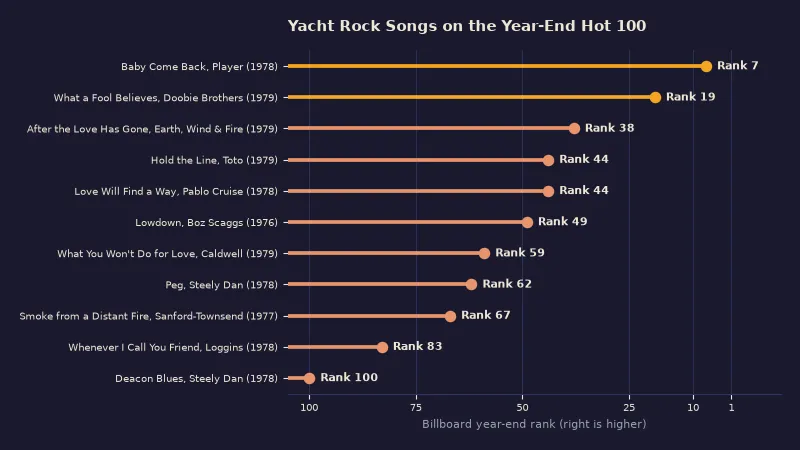 Yacht Rock Songs on the Year-End Hot 100
Baby Come Back, Player (1978) Rank 7
What a Fool Believes, Doobie Brothers (1979) Rank 19
After the Love Has Gone, Earth, Wind & Fire (1979) Rank 38
Hold the Line, Toto (1979) Rank 44
Love Will Find a Way, Pablo Cruise (1978) Rank 44
Lowdown, Boz Scaggs (1976) Rank 49
What You Won't Do for Love, Caldwell (1979) Rank 59
Peg, Steely Dan (1978) Rank 62
Smoke from a Distant Fire, Sanford-Townsend (1977) Rank 67
Whenever I Call You Friend, Loggins (1978) Rank 83
Deacon Blues, Steely Dan (1978) Rank 100
100 75 50 25 10 1
Billboard year-end rank (right is higher)